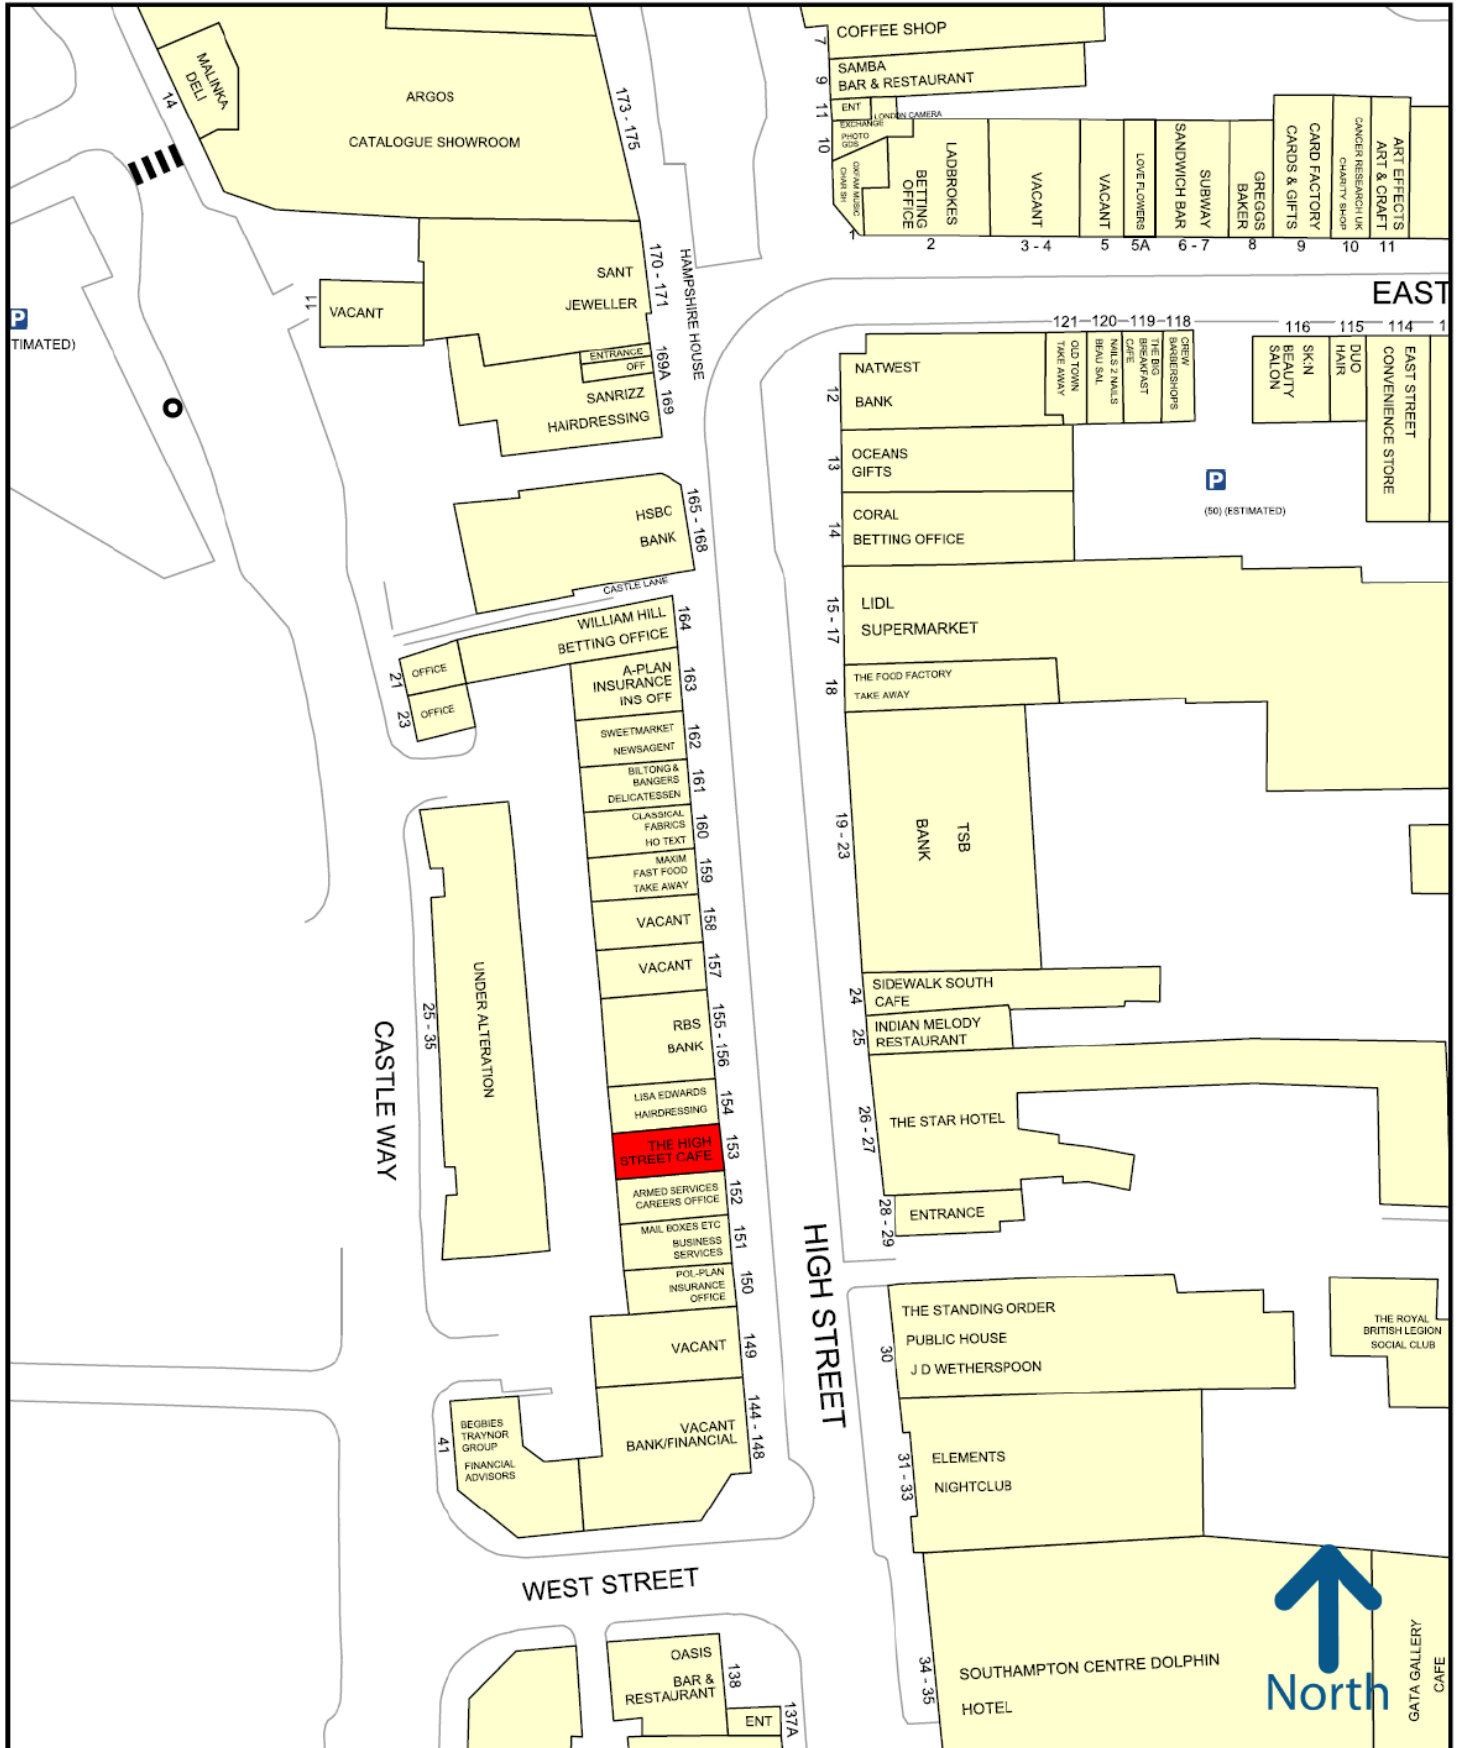 MALINKA
DELI
14
ARGOS
CATALOGUE SHOWROOM
173 - 175
7
COFFEE SHOP
9
SAMBA
BAR & RESTAURANT
11
ENT
LONDON CAMERA
EXCHANGE
PHOTO
GDS
10
OXFAM MUSIC
CHAR SH
1
LADBROKES
BETTING
OFFICE
2
VACANT
3 - 4
VACANT
5
LOVE FLOWERS
5A
SUBWAY
SANDWICH BAR
6 - 7
GREGGS
BAKER
8
CARD FACTORY
CARDS & GIFTS
9
CANCER RESEARCH UK
CHARITY SHOP
10
ART EFFECTS
ART & CRAFT
11
P
TIMATED)
11
VACANT
SANT
JEWELLER
170 - 171
HAMPSHIRE HOUSE
ENTRANCE
OFF
169A
SANRIZZ
HAIRDRESSING
169
EAST
121
120
119
118
116
115
114
1
NATWEST
BANK
12
OLD TOWN
TAKE AWAY
NAILS 2 NAILS
BEAU SAL
THE BIG
BREAKFAST
CAFE
CREW
BARBERSHOPS
SK:N
BEAUTY
SALON
DUO
HAIR
EAST STREET
CONVENIENCE STORE
OCEANS
GIFTS
13
P
(50) (ESTIMATED)
CORAL
BETTING OFFICE
14
HSBC
BANK
165 - 168
CASTLE LANE
WILLIAM HILL
BETTING OFFICE
164
OFFICE
21
OFFICE
23
A-PLAN
INSURANCE
INS OFF
163
LIDL
SUPERMARKET
15 - 17
THE FOOD FACTORY
TAKE AWAY
18
SWEETMARKET
NEWSAGENT
162
BILTONG &
BANGERS
DELICATESSEN
161
CLASSICAL
FABRICS
HO TEXT
160
MAXIM
FAST FOOD
TAKE AWAY
159
TSB
BANK
19 - 23
VACANT
158
VACANT
157
RBS
BANK
155 - 156
UNDER ALTERATION
25 - 35
CASTLE WAY
SIDEWALK SOUTH
CAFE
24
INDIAN MELODY
RESTAURANT
25
LISA EDWARDS
HAIRDRESSING
154
THE HIGH
STREET CAFE
153
THE STAR HOTEL
26 - 27
ARMED SERVICES
CAREERS OFFICE
152
ENTRANCE
28 - 29
MAIL BOXES ETC
BUSINESS
SERVICES
151
POL-PLAN
INSURANCE
OFFICE
150
HIGH STREET
THE STANDING ORDER
PUBLIC HOUSE
J D WETHERSPOON
30
THE ROYAL
BRITISH LEGION
SOCIAL CLUB
VACANT
149
VACANT
BANK/FINANCIAL
144 - 148
BEGBIES
TRAYNOR
GROUP
FINANCIAL
ADVISORS
41
ELEMENTS
NIGHTCLUB
31 - 33
WEST STREET
OASIS
BAR &
RESTAURANT
138
ENT
137A
SOUTHAMPTON CENTRE DOLPHIN
HOTEL
34 - 35
North
GATA GALLERY
CAFE